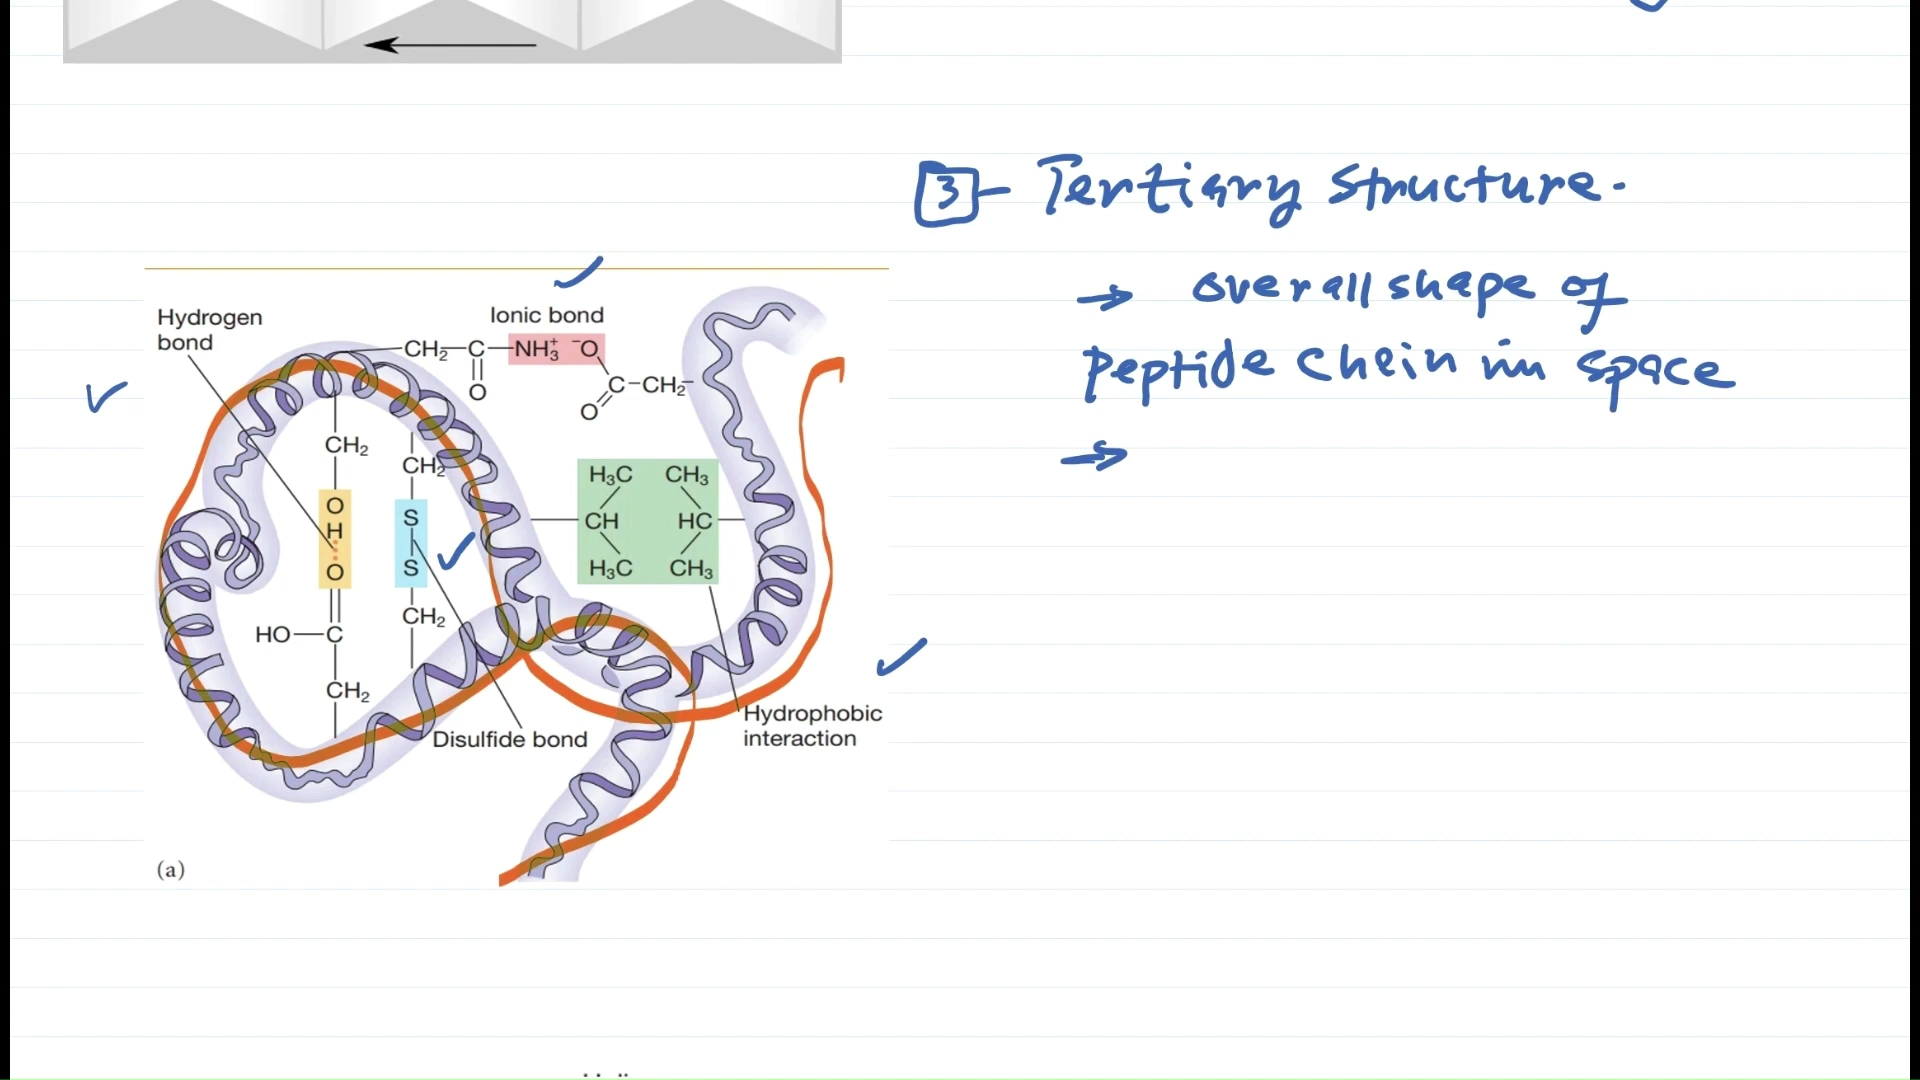 3 - Tertiary structure.
→ overall shape of
peptide chein in space
→
Hydrogen
bond
Ionic bond
CH₂—C—NH₃⁺ ⁻O
O
C–CH₂–
O
CH₂
CH₂
H₃C CH₃
O
H
O
S
S
CH HC
H₃C CH₃
HO—C
CH₂
CH₂
Disulfide bond
Hydrophobic
interaction
(a)